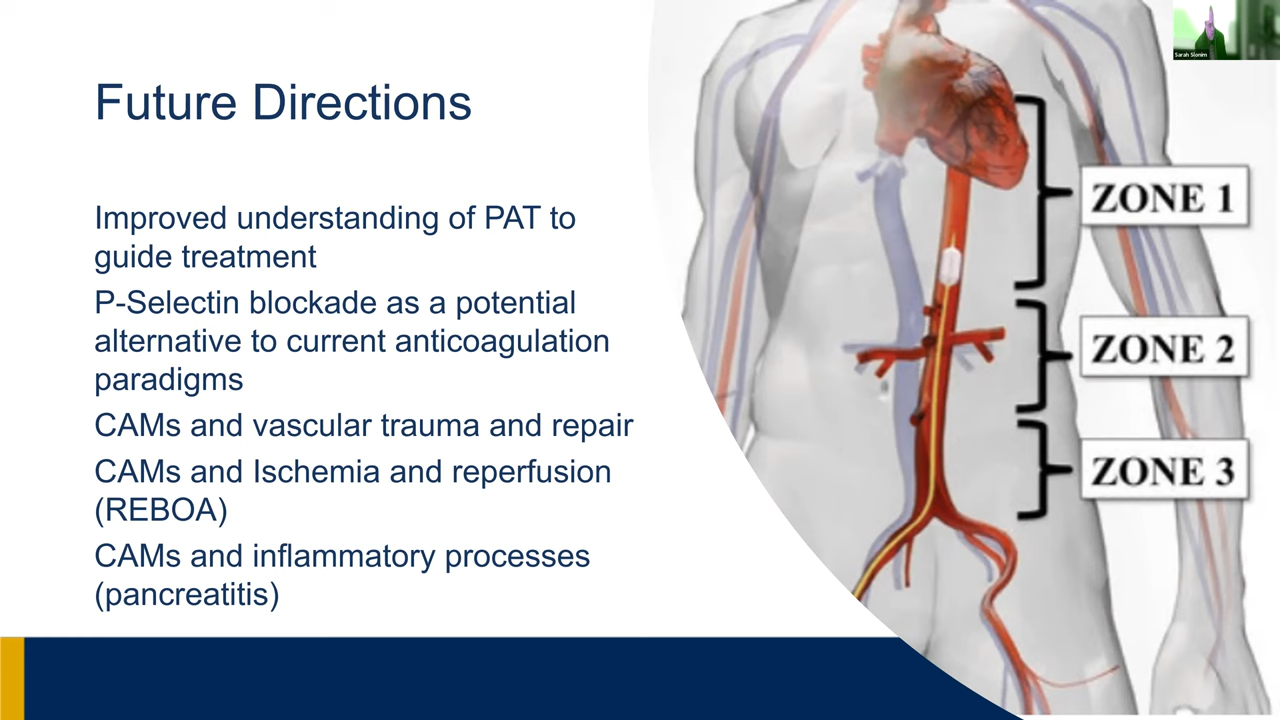 Future Directions
Improved understanding of PAT to
guide treatment
P-Selectin blockade as a potential
alternative to current anticoagulation
paradigms
CAMs and vascular trauma and repair
CAMs and Ischemia and reperfusion
(REBOA)
CAMs and inflammatory processes
(pancreatitis)
ZONE 1
ZONE 2
ZONE 3
Sarah Slonim